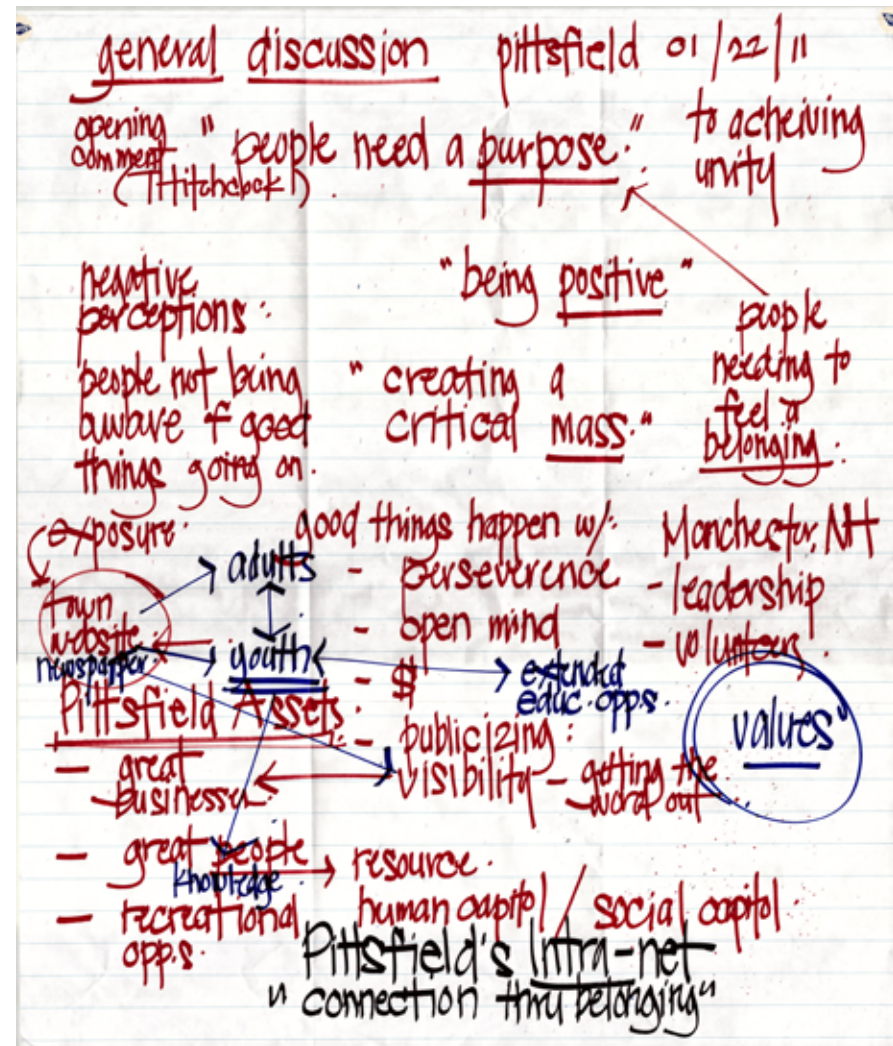 general discussion pittsfield 01/22/11
opening
comment
(THitchcock)
"people need a purpose."
to acheiving
unity
negative
perceptions:
people not being
aware of good
things going on.
"being positive"
"creating a
critical mass."
people
needing to
feel a
belonging.
exposure.
town
website
newspaper.
adults
youth
good things happen w/:
- perseverence
- open mind
- $
- publicizing:
visibility - getting the
word out
extended
educ. opps.
Manchester, NH
- leadership
- volunteers
values"
Pittsfield Assets.
- great
businesses
- great people
knowledge.
- recreational
opps.
resource.
human capitol / social capitol.
Pittsfield's Intra-net
"connection thru belonging"